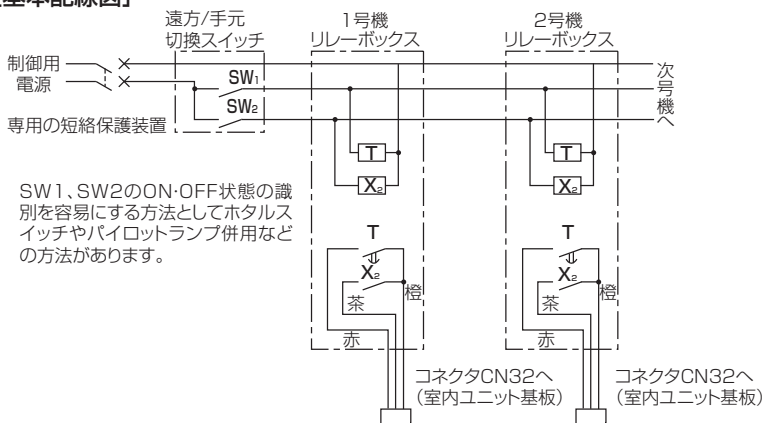 遠方/手元
切換スイッチ
1号機
リレーボックス
2号機
リレーボックス
制御用
電源
専用の短絡保護装置
SW₁
SW₂
次号機へ
T
X₂
T
X₂
SW1、SW2のON・OFF状態の識
別を容易にする方法としてホタルス
イッチやパイロットランプ併用など
の方法があります。
T
X₂
茶
橙
赤
T
X₂
茶
橙
赤
コネクタCN32へ
（室内ユニット基板）
コネクタCN32へ
（室内ユニット基板）